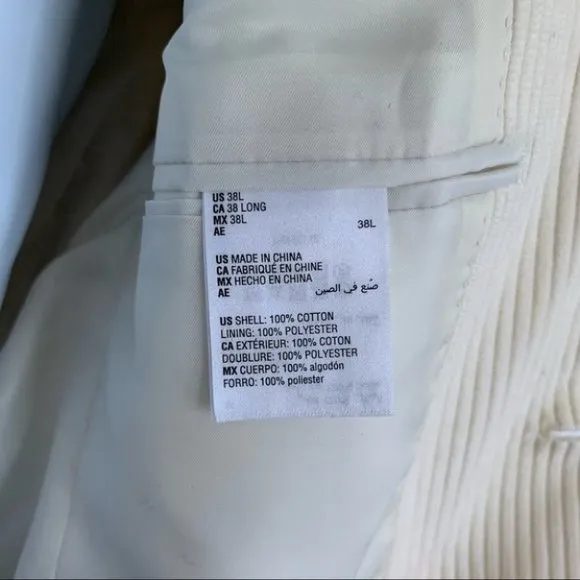 US 38L
CA 38 LONG
MX 38L
AE 38L
US MADE IN CHINA
CA FABRIQUÉ EN CHINE
MX HECHO EN CHINA
AE صُنع في الصين
US SHELL: 100% COTTON
LINING: 100% POLYESTER
CA EXTÉRIEUR: 100% COTON
DOUBLURE: 100% POLYESTER
MX CUERPO: 100% algodón
FORRO: 100% poliester